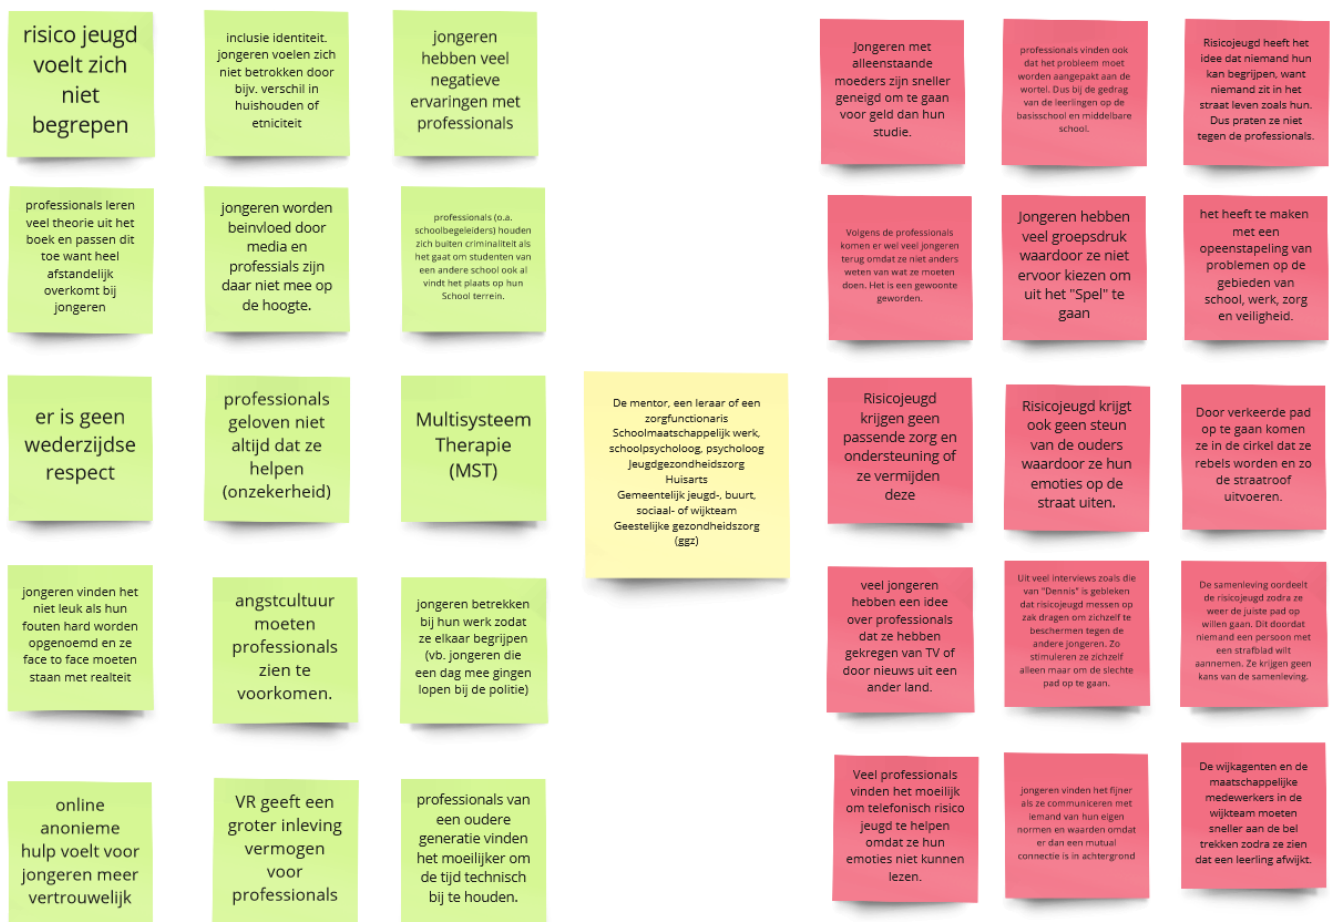 risico jeugd
voelt zich
niet
begrepen
inclusie identiteit.
jongeren voelen zich
niet betrokken door
bijv. verschil in
huishouden of
etniciteit
jongeren
hebben veel
negatieve
ervaringen met
professionals
professionals leren
veel theorie uit het
boek en passen dit
toe want heel
afstandelijk
overkomt bij
jongeren
jongeren worden
beinvloed door
media en
professials zijn
daar niet mee op
de hoogte.
professionals (o.a.
schoolbegeleiders) houden
zich buiten criminaliteit als
het gaat om studenten van
een andere school ook al
vindt het plaats op hun
School terrein.
er is geen
wederzijdse
respect
professionals
geloven niet
altijd dat ze
helpen
(onzekerheid)
Multisysteem
Therapie
(MST)
jongeren vinden het
niet leuk als hun
fouten hard worden
opgenoemd en ze
face to face moeten
staan met realteit
angstcultuur
moeten
professionals
zien te
voorkomen.
jongeren betrekken
bij hun werk zodat
ze elkaar begrijpen
(vb. jongeren die
een dag mee gingen
lopen bij de politie)
online
anonieme
hulp voelt voor
jongeren meer
vertrouwelijk
VR geeft een
groter inleving
vermogen
voor
professionals
professionals van
een oudere
generatie vinden
het moeilijker om
de tijd technisch
bij te houden.
De mentor, een leraar of een
zorgfunctionaris
Schoolmaatschappelijk werk,
schoolpsycholoog, psycholoog
Jeugdgezondheidszorg
Huisarts
Gemeentelijk jeugd-, buurt,
sociaal- of wijkteam
Geestelijke gezondheidszorg
(ggz)
Jongeren met
alleenstaande
moeders zijn sneller
geneigd om te gaan
voor geld dan hun
studie.
professionals vinden ook
dat het probleem moet
worden aangepakt aan de
wortel. Dus bij de gedrag
van de leerlingen op de
basisschool en middelbare
school.
Risicojeugd heeft het
idee dat niemand hun
kan begrijpen, want
niemand zit in het
straat leven zoals hun.
Dus praten ze niet
tegen de professionals.
Volgens de professionals
komen er wel veel jongeren
terug omdat ze niet anders
weten van wat ze moeten
doen. Het is een gewoonte
geworden.
Jongeren hebben
veel groepsdruk
waardoor ze niet
ervoor kiezen om
uit het "Spel" te
gaan
het heeft te maken
met een
opeenstapeling van
problemen op de
gebieden van
school, werk, zorg
en veiligheid.
Risicojeugd
krijgen geen
passende zorg en
ondersteuning of
ze vermijden
deze
Risicojeugd krijgt
ook geen steun
van de ouders
waardoor ze hun
emoties op de
straat uiten.
Door verkeerde pad
op te gaan komen
ze in de cirkel dat ze
rebels worden en zo
de straatroof
uitvoeren.
veel jongeren
hebben een idee
over professionals
dat ze hebben
gekregen van TV of
door nieuws uit een
ander land.
Uit veel interviews zoals die
van "Dennis" is gebleken
dat risicojeugd messen op
zak dragen om zichzelf te
beschermen tegen de
andere jongeren. Zo
stimuleren ze zichzelf
alleen maar om de slechte
pad op te gaan.
De samenleving oordeelt
de risicojeugd zodra ze
weer de juiste pad op
willen gaan. Dit doordat
niemand een persoon met
een strafblad wilt
aannemen. Ze krijgen geen
kans van de samenleving.
Veel professionals
vinden het moeilijk
om telefonisch risico
jeugd te helpen
omdat ze hun
emoties niet kunnen
lezen.
jongeren vinden het fijner
als ze communiceren met
iemand van hun eigen
normen en waarden omdat
er dan een mutual
connectie is in achtergrond
De wijkagenten en de
maatschappelijke
medewerkers in de
wijkteam moeten
sneller aan de bel
trekken zodra ze zien
dat een leerling afwijkt.